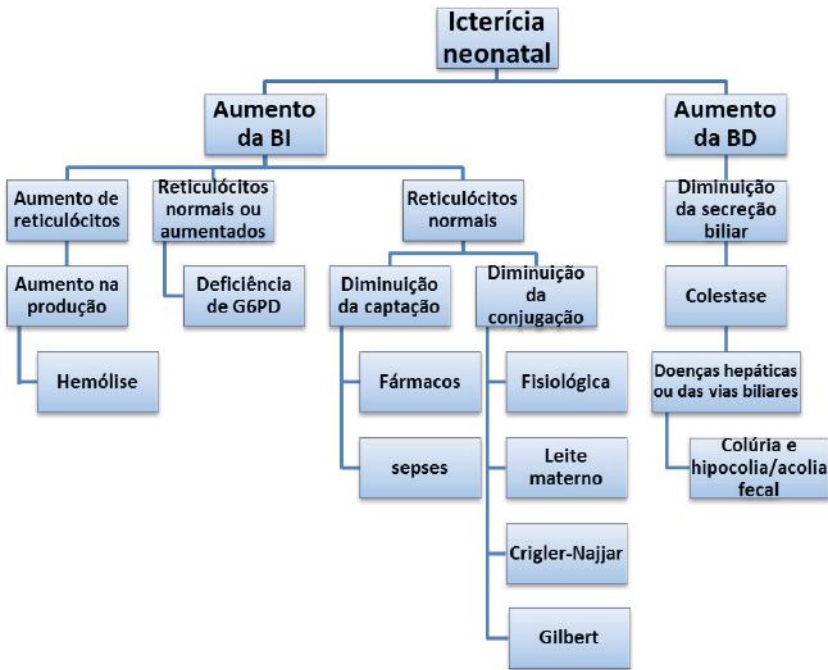 Icterícia
neonatal
Aumento
da BI
Aumento
da BD
Aumento de
reticulócitos
Reticulócitos
normais ou
aumentados
Reticulócitos
normais
Diminuição
da secreção
biliar
Aumento na
produção
Deficiência
de G6PD
Diminuição
da captação
Diminuição
da
conjugação
Colestase
Hemólise
Fármacos
Fisiológica
Doenças hepáticas
ou das vias biliares
sepses
Leite
materno
Colúria e
hipocolia/acolia
fecal
Crigler-Najjar
Gilbert